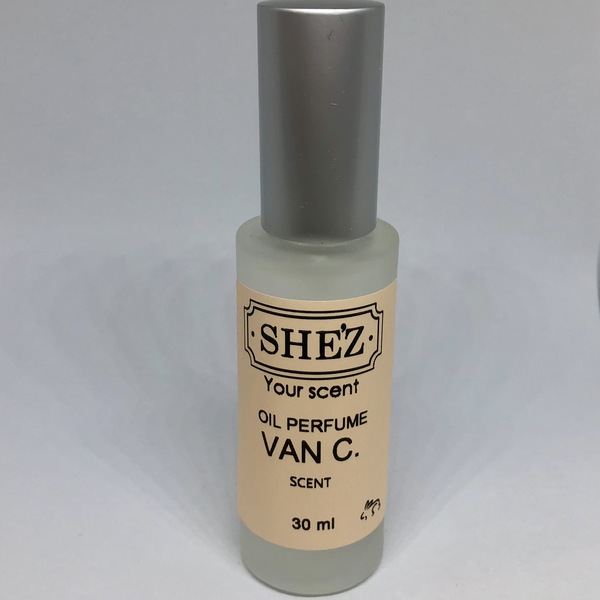 ·SHE'Z·
Your scent
OIL PERFUME
VAN C.
SCENT
30 ml